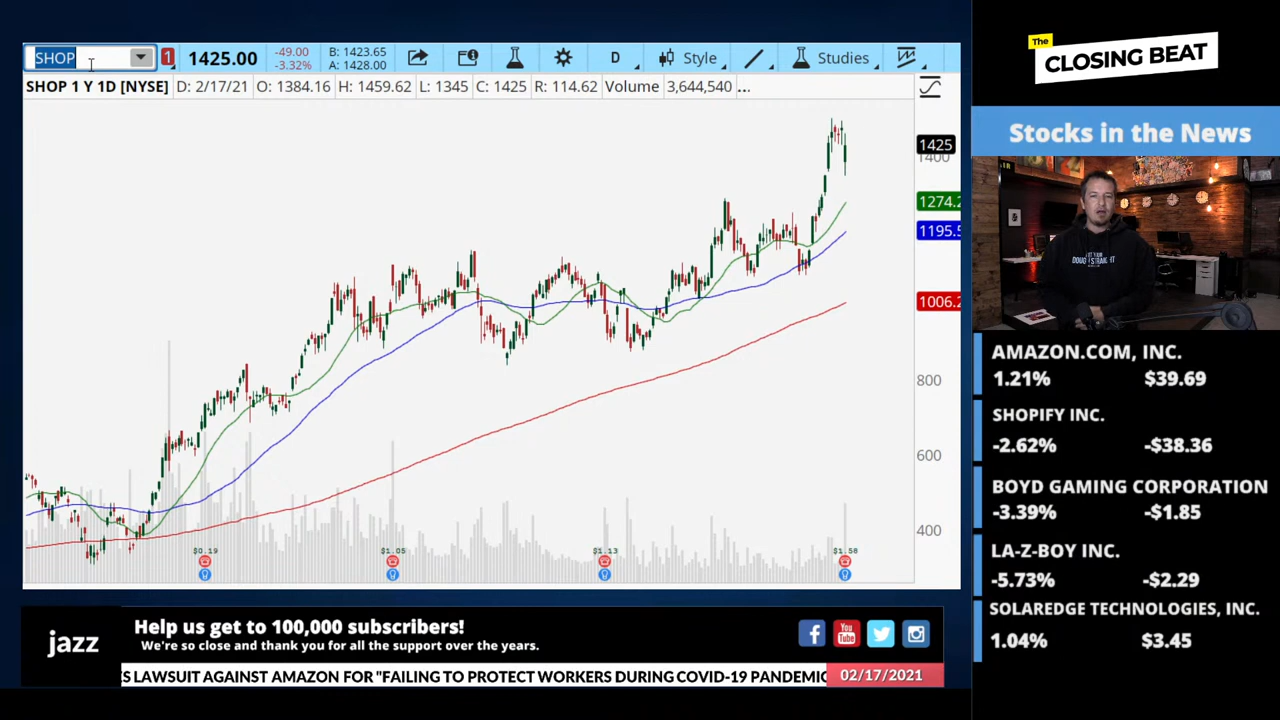 SHOP
1
1425.00
-49.00
-3.32%
B: 1423.65
A: 1428.00
D
Style
Studies
SHOP 1 Y 1D [NYSE] D: 2/17/21 O: 1384.16 H: 1459.62 L: 1345 C: 1425 R: 114.62 Volume 3,644,540 ...
1425
1400
1274.2
1195.5
1006.2
800
600
400
$0.19
$1.05
$1.13
$1.58
The
CLOSING BEAT
Stocks in the News
AMAZON.COM, INC.
1.21% $39.69
SHOPIFY INC.
-2.62% -$38.36
BOYD GAMING CORPORATION
-3.39% -$1.85
LA-Z-BOY INC.
-5.73% -$2.29
SOLAREDGE TECHNOLOGIES, INC.
1.04% $3.45
jazz
Help us get to 100,000 subscribers!
We're so close and thank you for all the support over the years.
S LAWSUIT AGAINST AMAZON FOR "FAILING TO PROTECT WORKERS DURING COVID-19 PANDEMIC
02/17/2021